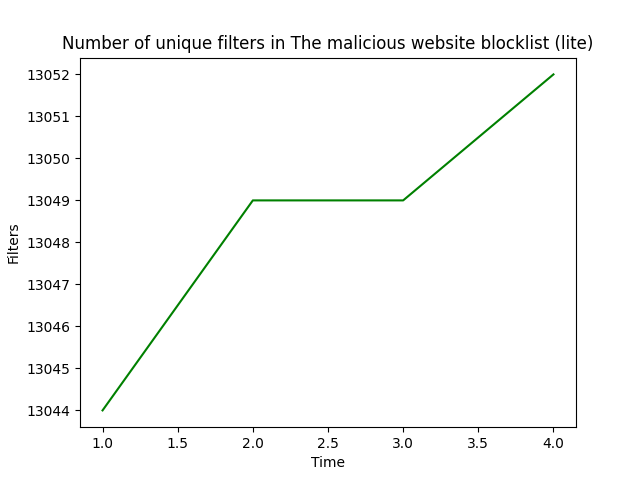 Number of unique filters in The malicious website blocklist (lite)
13052
13051
13050
13049
13048
13047
13046
13045
13044
Filters
1.0 1.5 2.0 2.5 3.0 3.5 4.0
Time